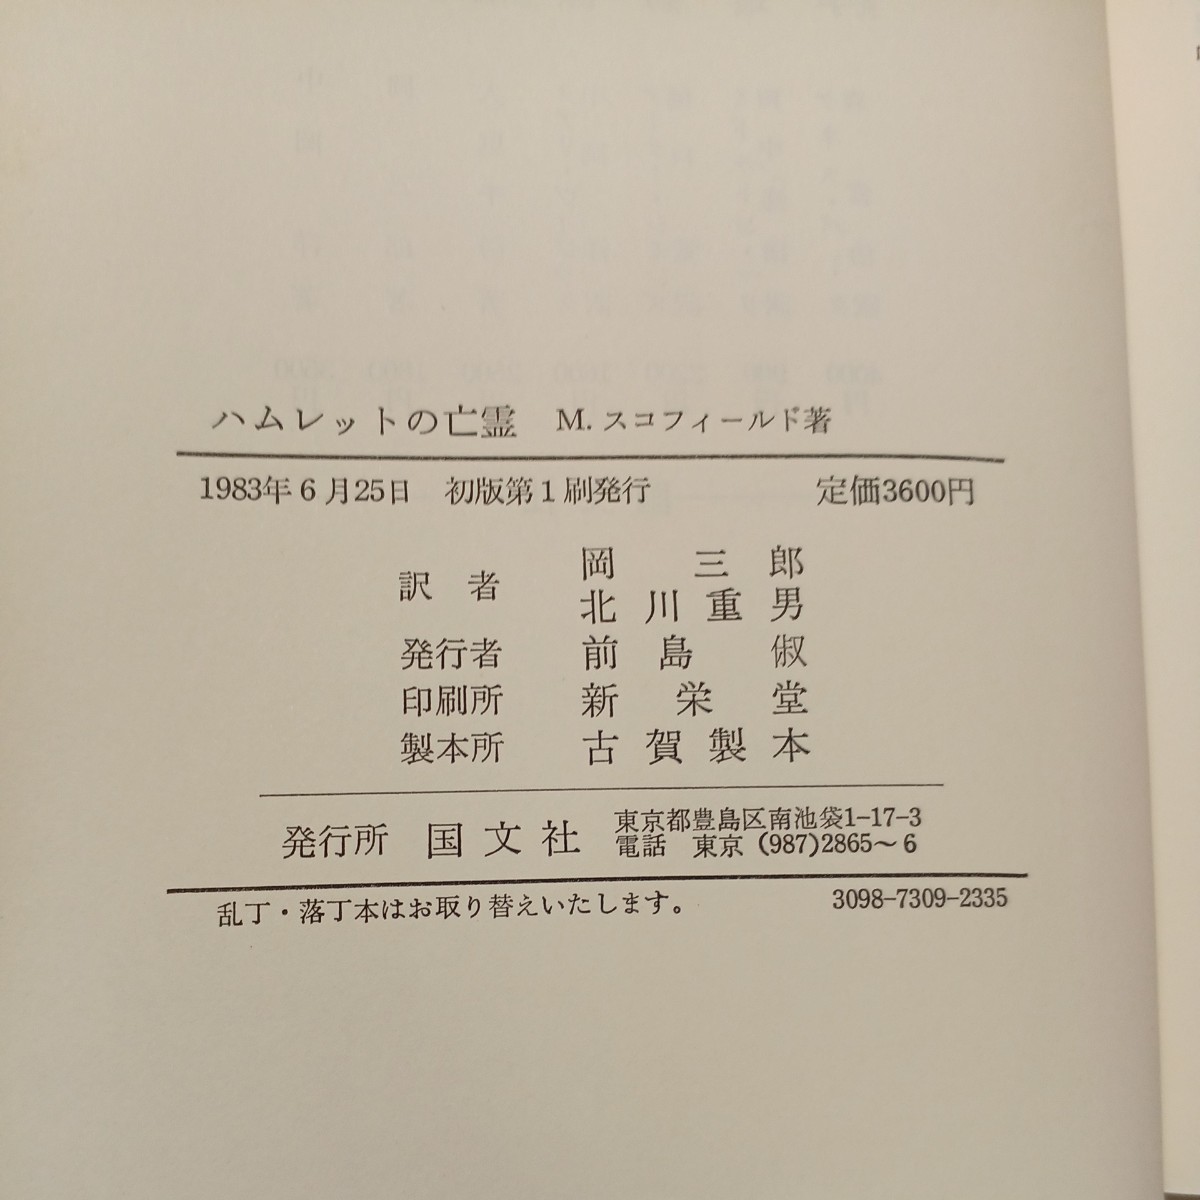 ハムレットの亡霊　M. スコフィールド著
1983年6月25日　初版第1刷発行　定価3600円
訳者　岡三郎
北川重男
発行者　前島俶
印刷所　新栄堂
製本所　古賀製本
発行所　国文社　東京都豊島区南池袋1-17-3
電話　東京 (987)2865～6
乱丁・落丁本はお取り替えいたします。　3098-7309-2335